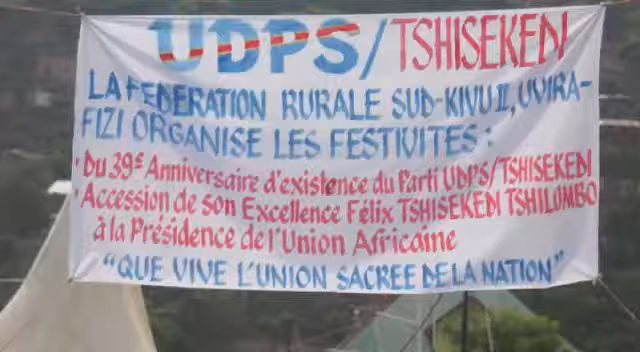 UDPS/TSHISEKEDI
LA FEDERATION RURALE SUD-KIVU II, UVIRA-
FIZI ORGANISE LES FESTIVITES :
• Du 39e Anniversaire d'existence du Parti UDPS/TSHISEKEDI
• Accession de son Excellence Félix TSHISEKEDI TSHILOMBO
à la Présidence de l'Union Africaine
"QUE VIVE L'UNION SACREE DE LA NATION"